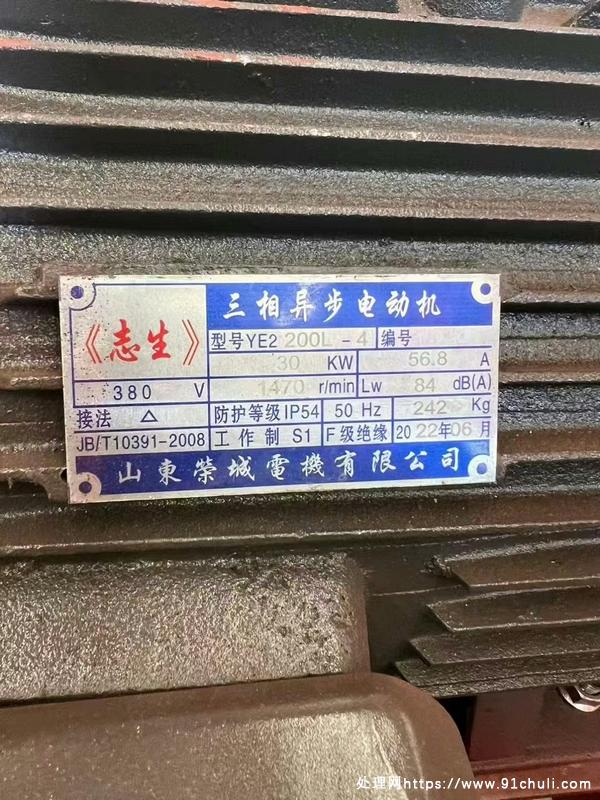 三相异步电动机
《志生》
型号YE2 200L-4 编号
30 KW 56.8 A
380 V 1470 r/min Lw 84 dB(A)
接法 △ 防护等级IP54 50 Hz 242 Kg
JB/T10391-2008 工作制 S1 F级绝缘 2022年06月
山東榮城電機有限公司
处理网https://www.91chuli.com